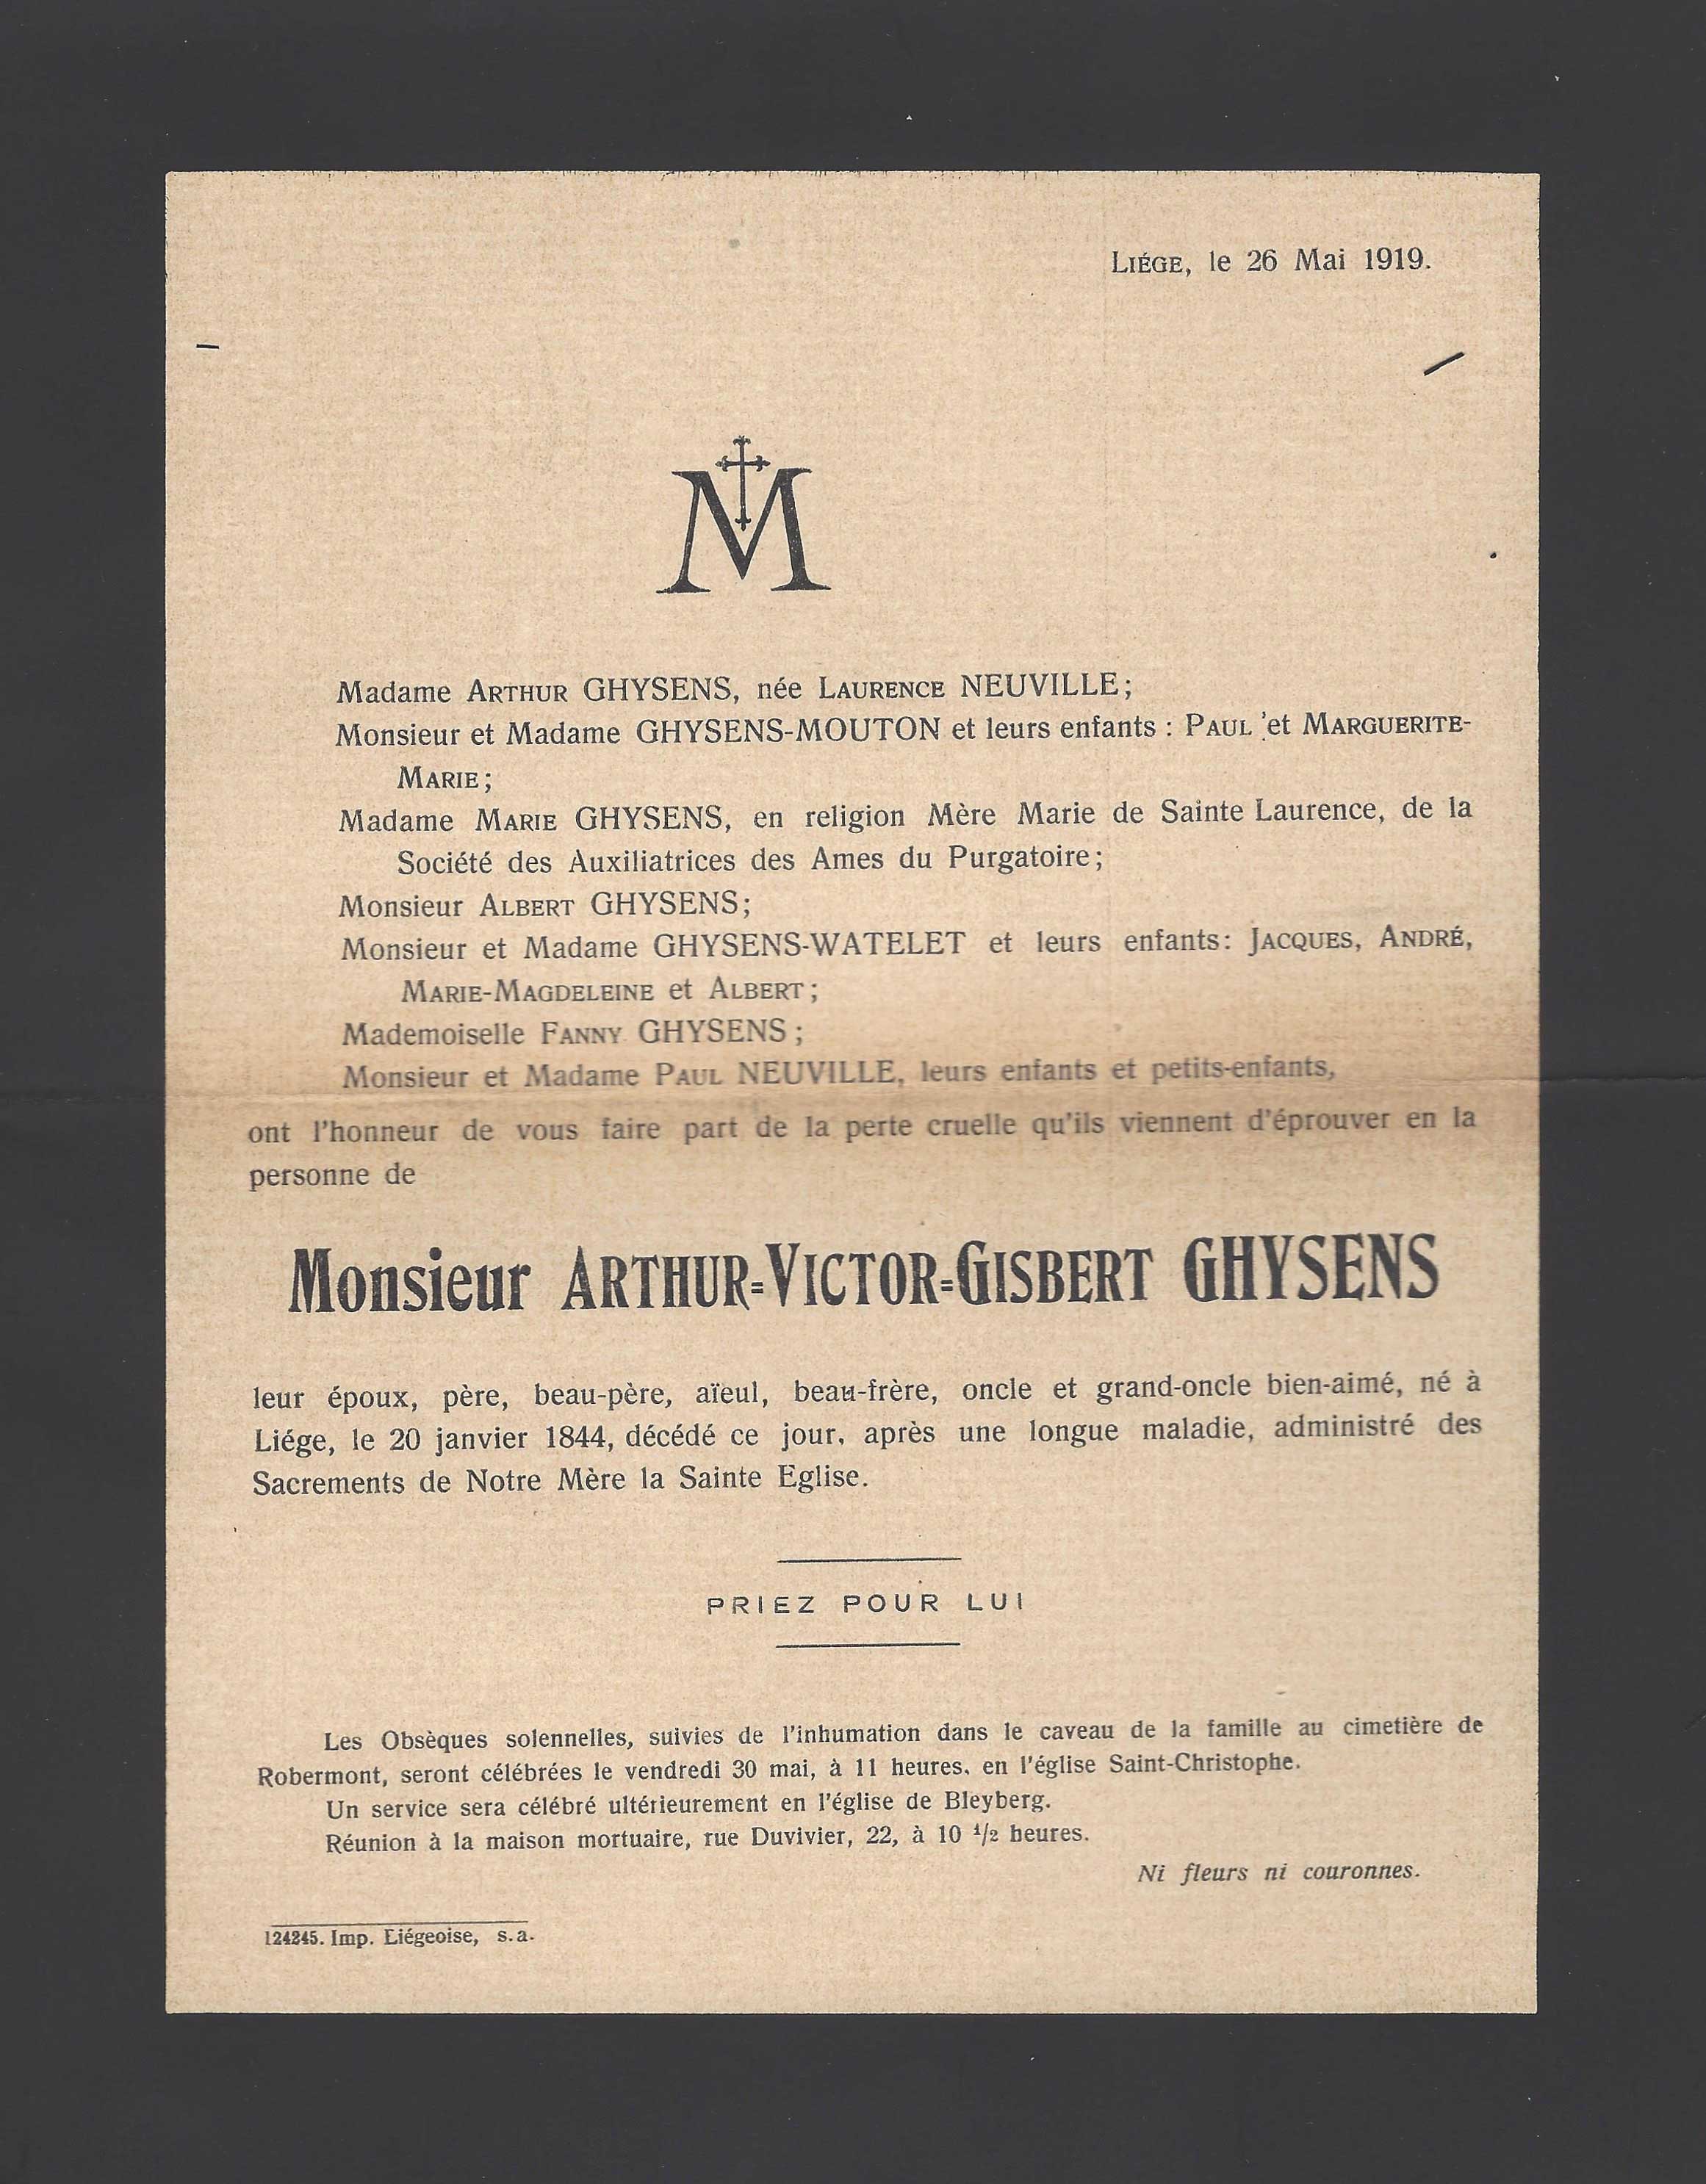 LIÉGE, le 26 Mai 1919.
M
Madame ARTHUR GHYSENS, née LAURENCE NEUVILLE;
Monsieur et Madame GHYSENS-MOUTON et leurs enfants : PAUL et MARGUERITE-
MARIE;
Madame MARIE GHYSENS, en religion Mère Marie de Sainte Laurence, de la
Société des Auxiliatrices des Ames du Purgatoire;
Monsieur ALBERT GHYSENS;
Monsieur et Madame GHYSENS-WATELET et leurs enfants: JACQUES, ANDRÉ,
MARIE-MAGDELEINE et ALBERT;
Mademoiselle FANNY GHYSENS;
Monsieur et Madame PAUL NEUVILLE, leurs enfants et petits-enfants,
ont l'honneur de vous faire part de la perte cruelle qu'ils viennent d'éprouver en la
personne de
Monsieur ARTHUR-VICTOR-GISBERT GHYSENS
leur époux, père, beau-père, aïeul, beau-frère, oncle et grand-oncle bien-aimé, né à
Liége, le 20 janvier 1844, décédé ce jour, après une longue maladie, administré des
Sacrements de Notre Mère la Sainte Eglise.
PRIEZ POUR LUI
Les Obsèques solennelles, suivies de l'inhumation dans le caveau de la famille au cimetière de
Robermont, seront célébrées le vendredi 30 mai, à 11 heures, en l'église Saint-Christophe.
Un service sera célébré ultérieurement en l'église de Bleyberg.
Réunion à la maison mortuaire, rue Duvivier, 22, à 10 1/2 heures.
Ni fleurs ni couronnes.
124245. Imp. Liégeoise, s.a.